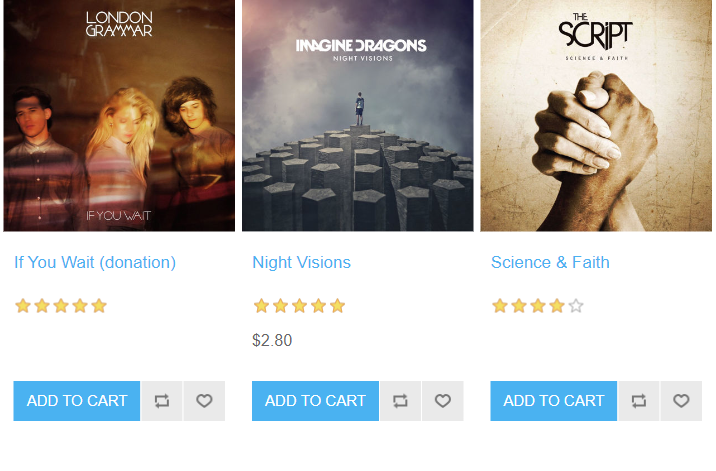 LONDON
GRAMMAR
IF YOU WAIT
IMAGINE DRAGONS
NIGHT VISIONS
THE
SCRIPT
SCIENCE & FAITH
If You Wait (donation)
Night Visions
Science & Faith
$2.80
ADD TO CART
ADD TO CART
ADD TO CART